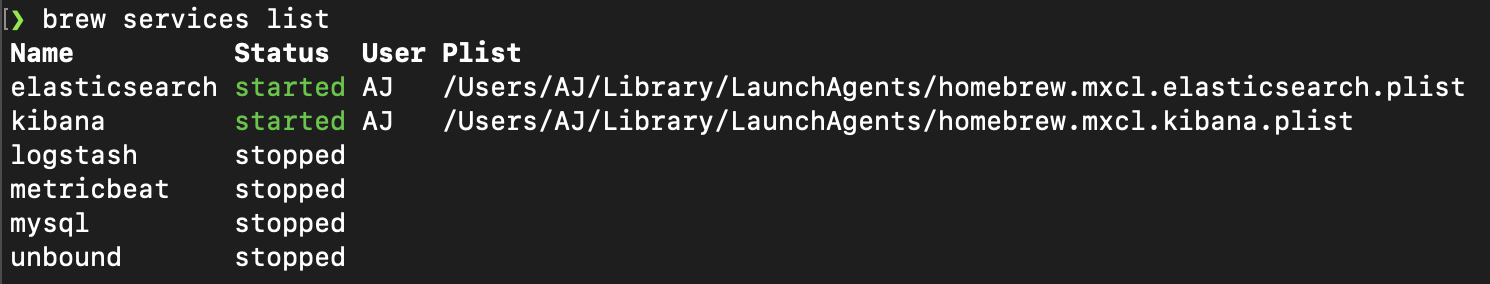 [❯ brew services list
Name          Status  User Plist
elasticsearch started AJ   /Users/AJ/Library/LaunchAgents/homebrew.mxcl.elasticsearch.plist
kibana        started AJ   /Users/AJ/Library/LaunchAgents/homebrew.mxcl.kibana.plist
logstash      stopped
metricbeat    stopped
mysql         stopped
unbound       stopped